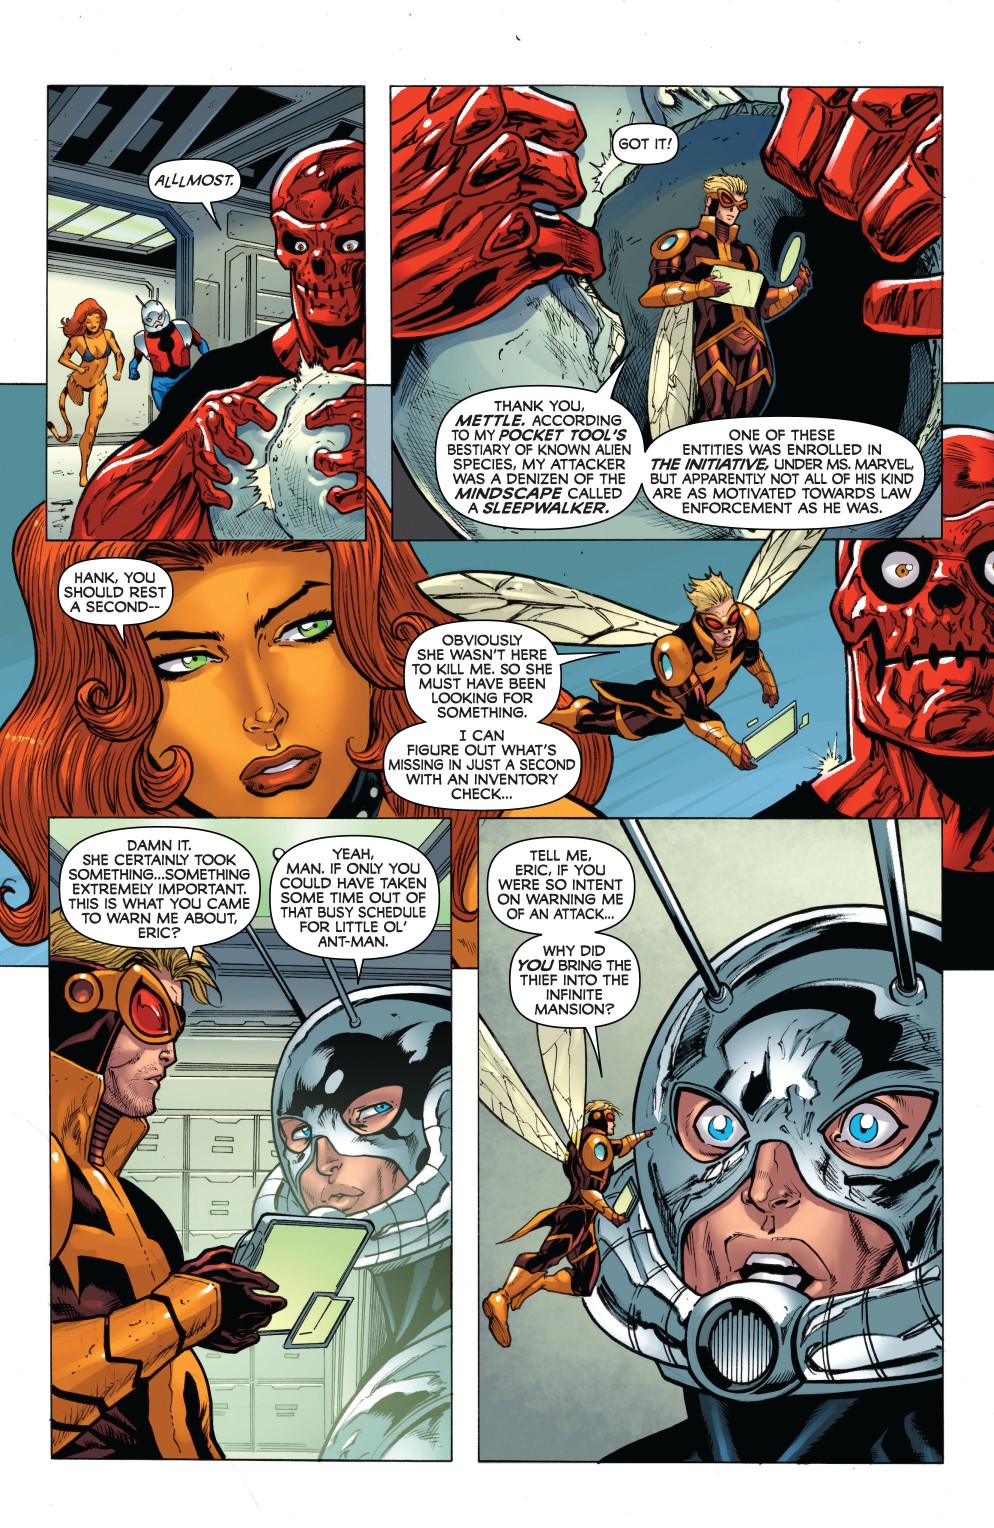 ALLLMOST.
GOT IT!
THANK YOU,
METTLE. ACCORDING
TO MY POCKET TOOL'S
BESTIARY OF KNOWN ALIEN
SPECIES, MY ATTACKER
WAS A DENIZEN OF THE
MINDSCAPE CALLED
A SLEEPWALKER.
ONE OF THESE
ENTITIES WAS ENROLLED IN
THE INITIATIVE, UNDER MS. MARVEL,
BUT APPARENTLY NOT ALL OF HIS KIND
ARE AS MOTIVATED TOWARDS LAW
ENFORCEMENT AS HE WAS.
HANK, YOU
SHOULD REST
A SECOND--
OBVIOUSLY
SHE WASN'T HERE
TO KILL ME. SO SHE
MUST HAVE BEEN
LOOKING FOR
SOMETHING.
I CAN
FIGURE OUT WHAT'S
MISSING IN JUST A SECOND
WITH AN INVENTORY
CHECK...
DAMN IT.
SHE CERTAINLY TOOK
SOMETHING...SOMETHING
EXTREMELY IMPORTANT.
THIS IS WHAT YOU CAME
TO WARN ME ABOUT,
ERIC?
YEAH,
MAN. IF ONLY YOU
COULD HAVE TAKEN
SOME TIME OUT OF
THAT BUSY SCHEDULE
FOR LITTLE OL'
ANT-MAN.
TELL ME,
ERIC, IF YOU
WERE SO INTENT
ON WARNING ME
OF AN ATTACK...
WHY DID
YOU BRING THE
THIEF INTO THE
INFINITE
MANSION?